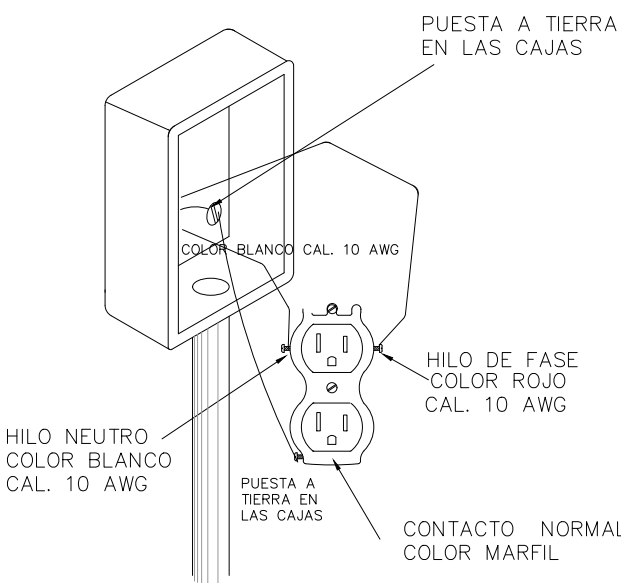 PUESTA A TIERRA
EN LAS CAJAS
COLOR BLANCO CAL. 10 AWG
HILO DE FASE
COLOR ROJO
CAL. 10 AWG
HILO NEUTRO
COLOR BLANCO
CAL. 10 AWG
PUESTA A
TIERRA EN
LAS CAJAS
CONTACTO NORMAL
COLOR MARFIL